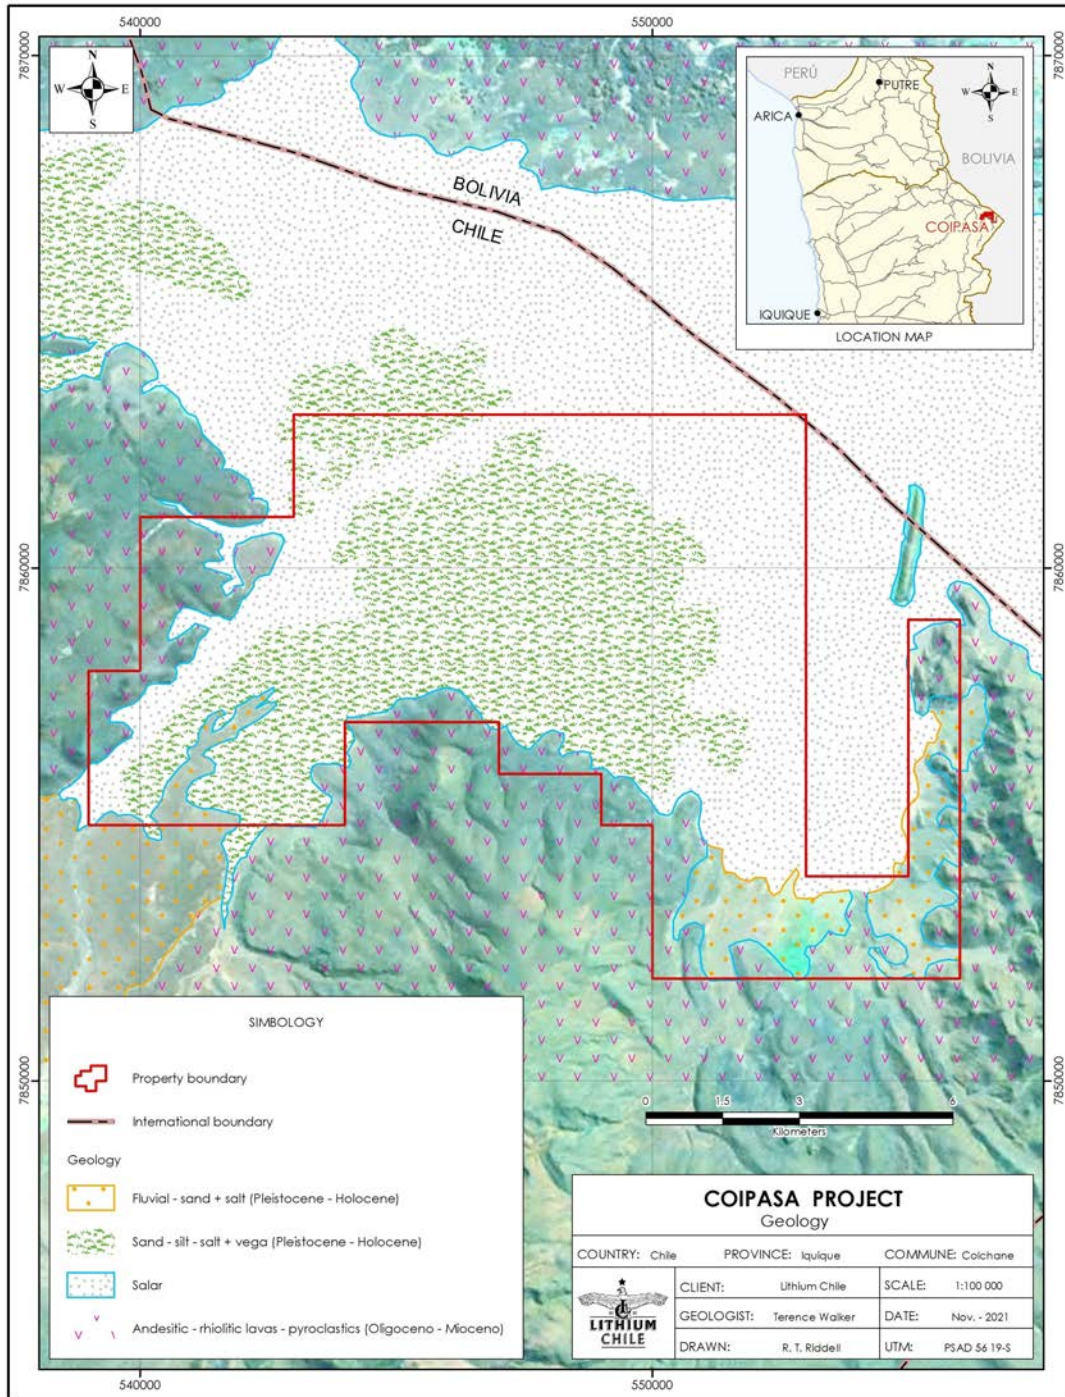 540000
550000
7870000
7870000
N
W
E
S
PERÚ
PUTRE
N
W
E
S
ARICA
BOLIVIA
COIPASA
IQUIQUE
LOCATION MAP
BOLIVIA
CHILE
7860000
7860000
7850000
7850000
SIMBOLOGY
Property boundary
International boundary
Geology
Fluvial - sand + salt (Pleistocene - Holocene)
Sand - silt - salt + vega (Pleistocene - Holocene)
Salar
Andesitic - rhiolitic lavas - pyroclastics (Oligoceno - Mioceno)
0 1.5 3 6
Kilometers
COIPASA PROJECT
Geology
COUNTRY: Chile PROVINCE: Iquique COMMUNE: Colchane
LITHIUM
CHILE
CLIENT: Lithium Chile SCALE: 1:100 000
GEOLOGIST: Terence Walker DATE: Nov. - 2021
DRAWN: R. T. Riddell UTM: PSAD 56 19-S
540000
550000